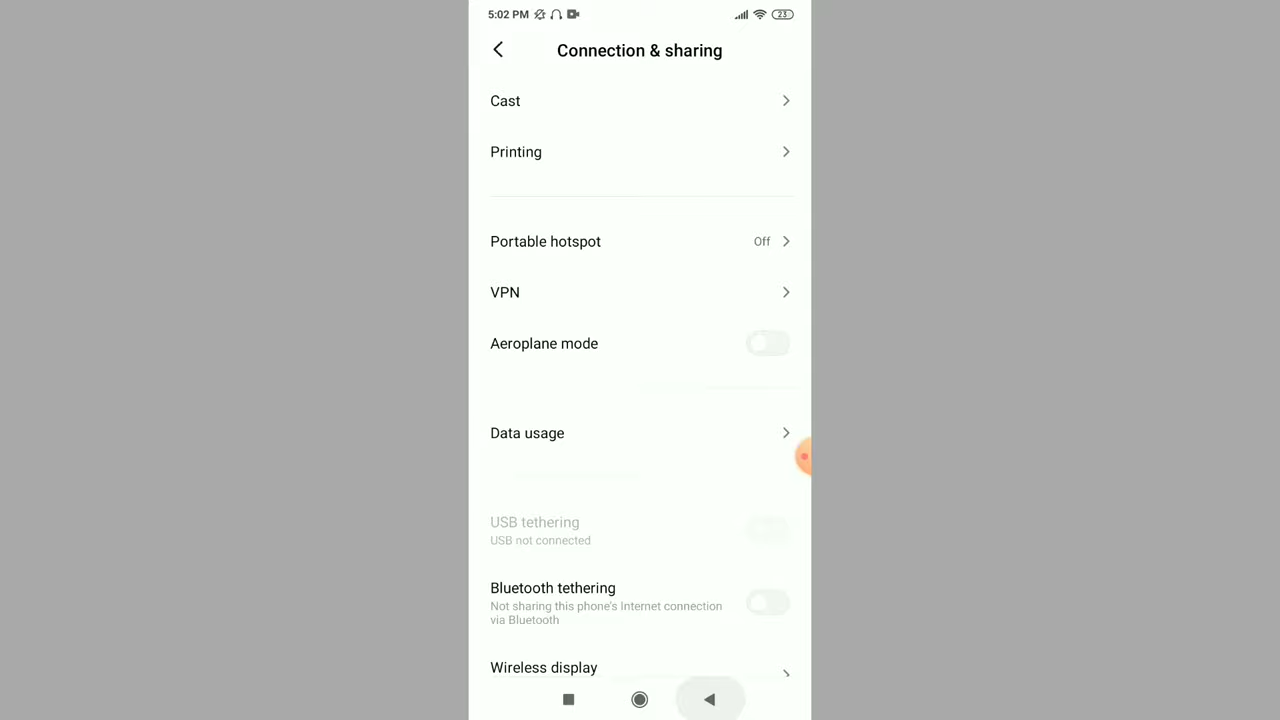 5:02 PM 23
Connection & sharing
Cast
Printing
Portable hotspot Off
VPN
Aeroplane mode
Data usage
USB tethering
USB not connected
Bluetooth tethering
Not sharing this phone's Internet connection
via Bluetooth
Wireless display